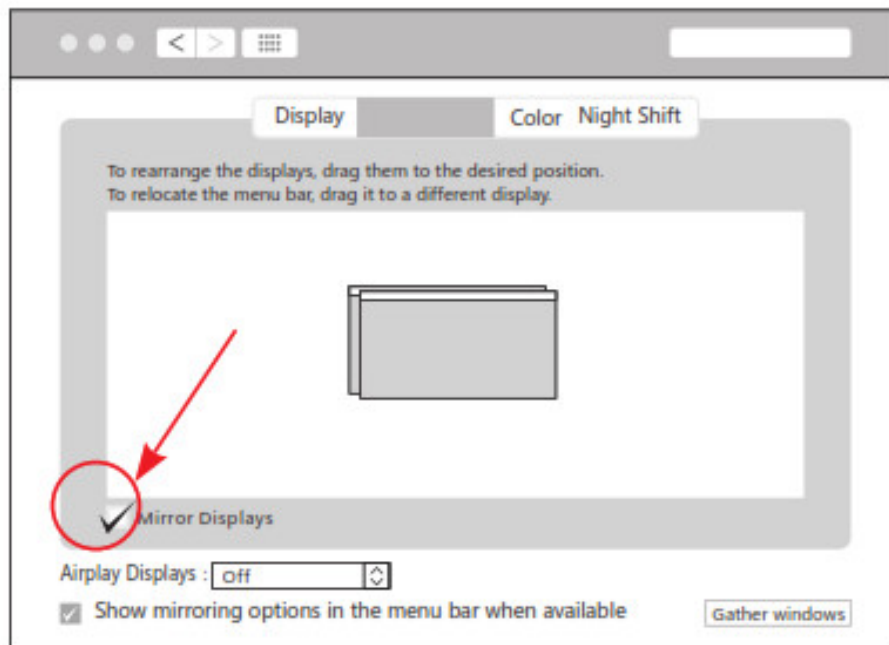 Display Color Night Shift
To rearrange the displays, drag them to the desired position.
To relocate the menu bar, drag it to a different display.
Mirror Displays
Airplay Displays : Off
Show mirroring options in the menu bar when available
Gather windows